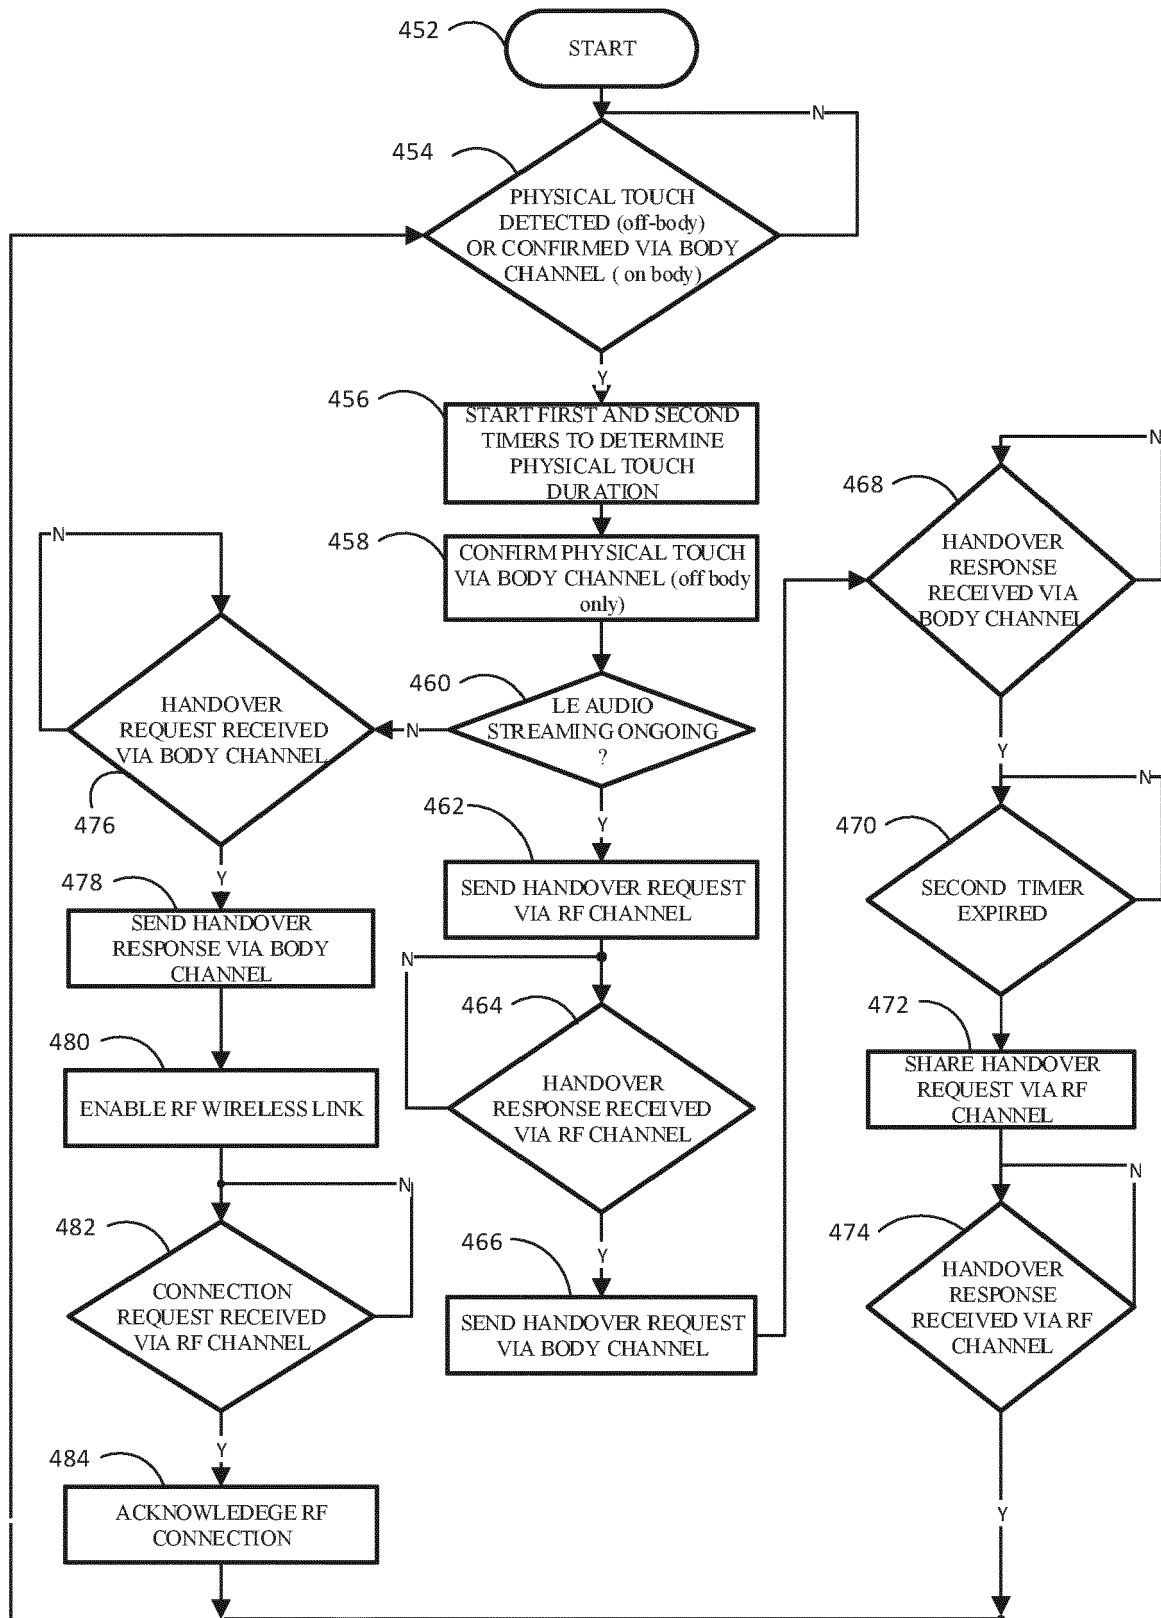 452
START
N
454
PHYSICAL TOUCH
DETECTED (off-body)
OR CONFIRMED VIA BODY
CHANNEL ( on body)
Y
456
START FIRST AND SECOND
TIMERS TO DETERMINE
PHYSICAL TOUCH
DURATION
458
CONFIRM PHYSICAL TOUCH
VIA BODY CHANNEL (off body
only)
460
LE AUDIO
STREAMING ONGOING
?
N
Y
462
SEND HANDOVER REQUEST
VIA RF CHANNEL
N
464
HANDOVER
RESPONSE RECEIVED
VIA RF CHANNEL
Y
466
SEND HANDOVER REQUEST
VIA BODY CHANNEL
N
468
HANDOVER
RESPONSE
RECEIVED VIA
BODY CHANNEL
Y
N
470
SECOND TIMER
EXPIRED
472
SHARE HANDOVER
REQUEST VIA RF
CHANNEL
N
474
HANDOVER
RESPONSE
RECEIVED VIA RF
CHANNEL
Y
N
HANDOVER
REQUEST RECEIVED
VIA BODY CHANNEL
476
Y
478
SEND HANDOVER
RESPONSE VIA BODY
CHANNEL
480
ENABLE RF WIRELESS LINK
N
482
CONNECTION
REQUEST RECEIVED
VIA RF CHANNEL
Y
484
ACKNOWLEDEGE RF
CONNECTION